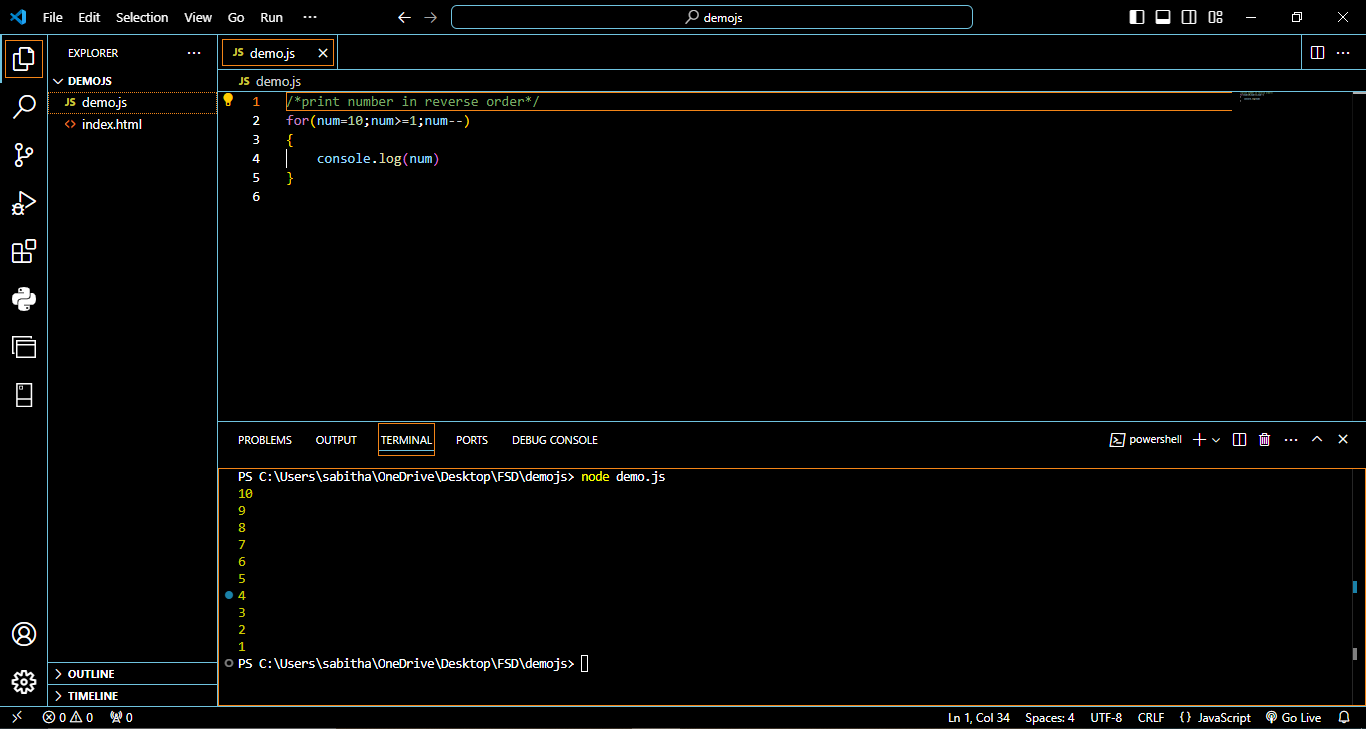 File Edit Selection View Go Run ···
demojs
EXPLORER ···
DEMOJS
JS demo.js
<> index.html
OUTLINE
TIMELINE
JS demo.js
JS demo.js
1 /*print number in reverse order*/
2 for(num=10;num>=1;num--)
3 {
4 console.log(num)
5 }
6
PROBLEMS OUTPUT TERMINAL PORTS DEBUG CONSOLE powershell
PS C:\Users\sabitha\OneDrive\Desktop\FSD\demojs> node demo.js
10
9
8
7
6
5
4
3
2
1
PS C:\Users\sabitha\OneDrive\Desktop\FSD\demojs>
0 0 0 Ln 1, Col 34 Spaces: 4 UTF-8 CRLF {} JavaScript Go Live